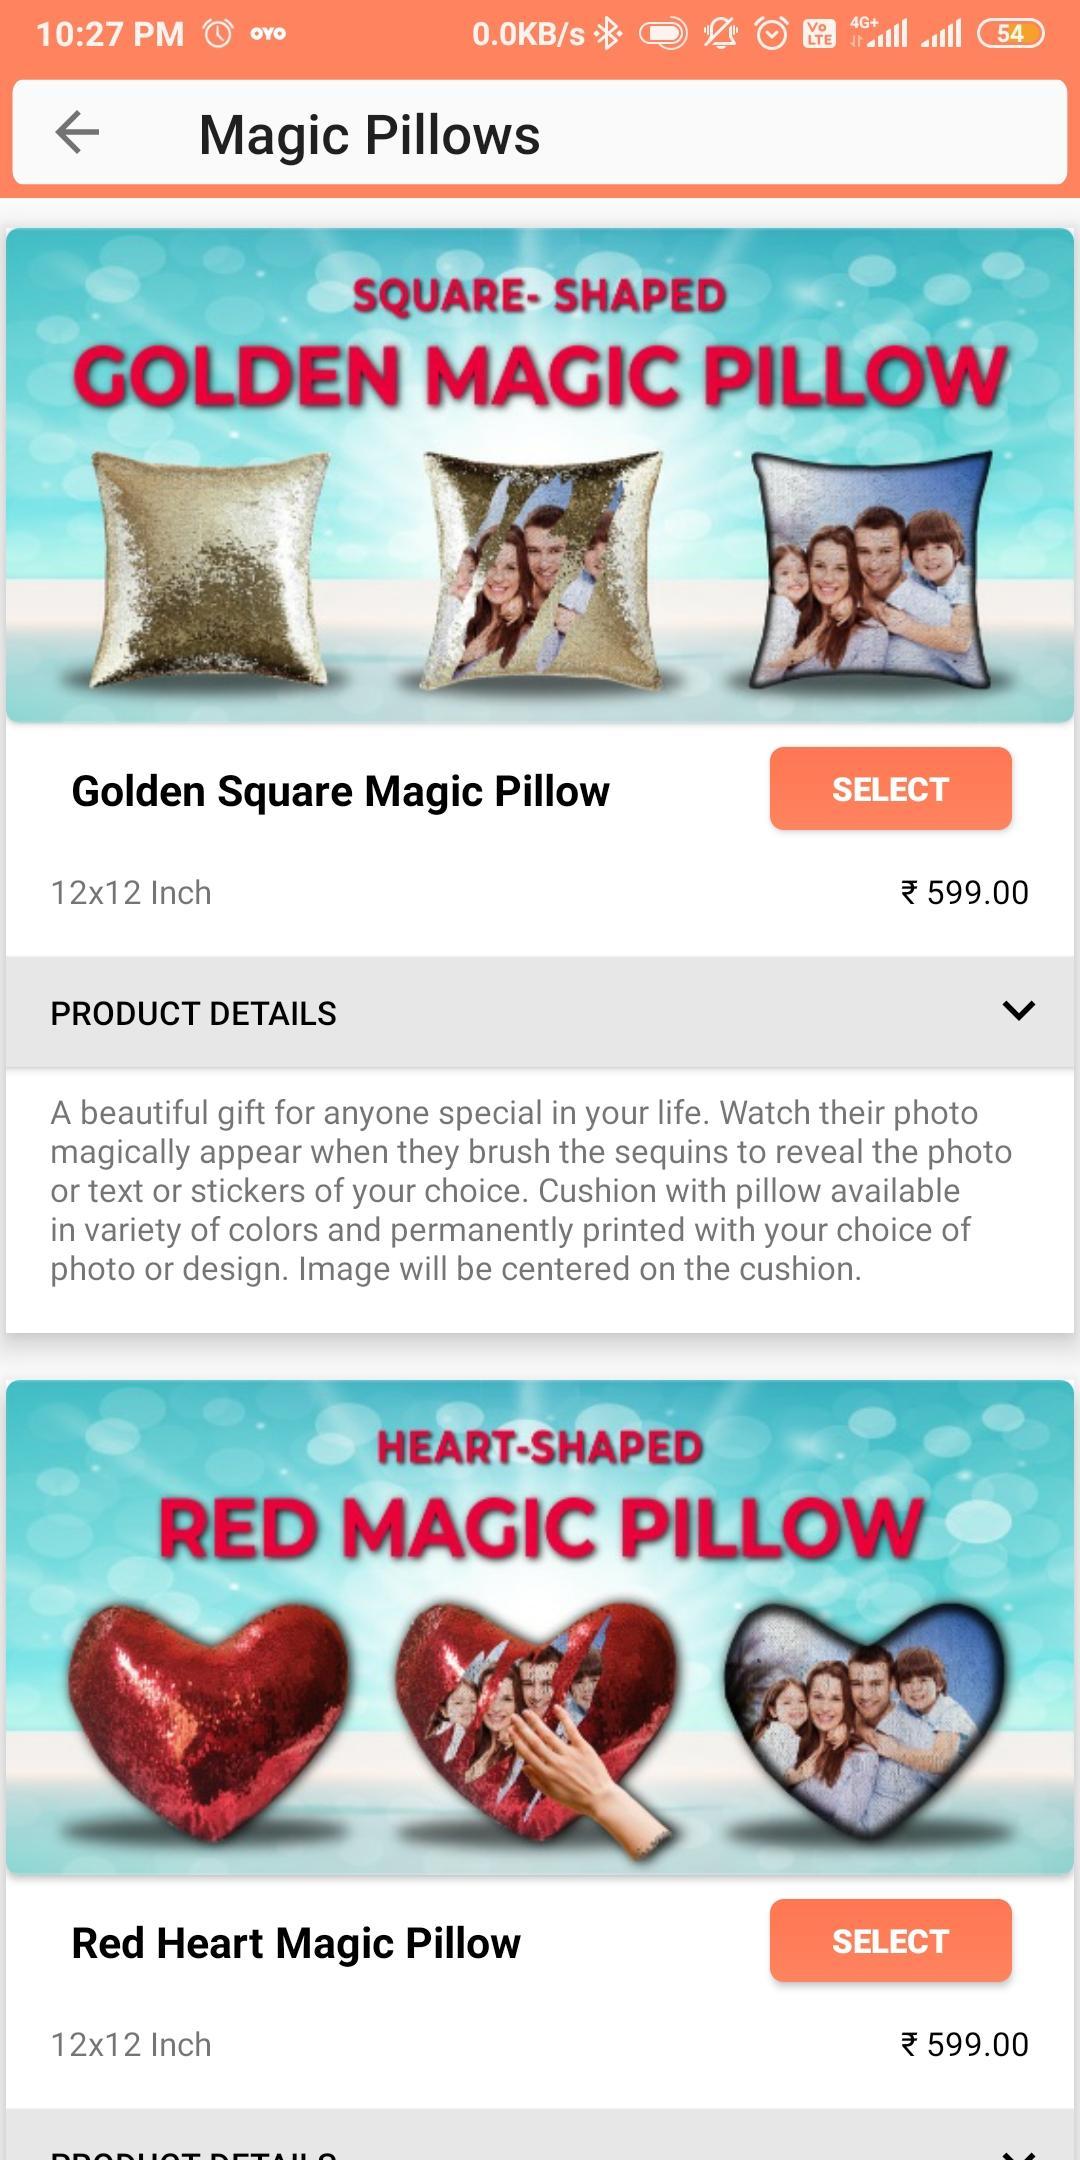 10:27 PM OYO 0.0KB/s Vo LTE 4G+ 54
Magic Pillows
SQUARE- SHAPED
GOLDEN MAGIC PILLOW
Golden Square Magic Pillow SELECT
12x12 Inch ₹ 599.00
PRODUCT DETAILS
A beautiful gift for anyone special in your life. Watch their photo
magically appear when they brush the sequins to reveal the photo
or text or stickers of your choice. Cushion with pillow available
in variety of colors and permanently printed with your choice of
photo or design. Image will be centered on the cushion.
HEART-SHAPED
RED MAGIC PILLOW
Red Heart Magic Pillow SELECT
12x12 Inch ₹ 599.00
PRODUCT DETAILS